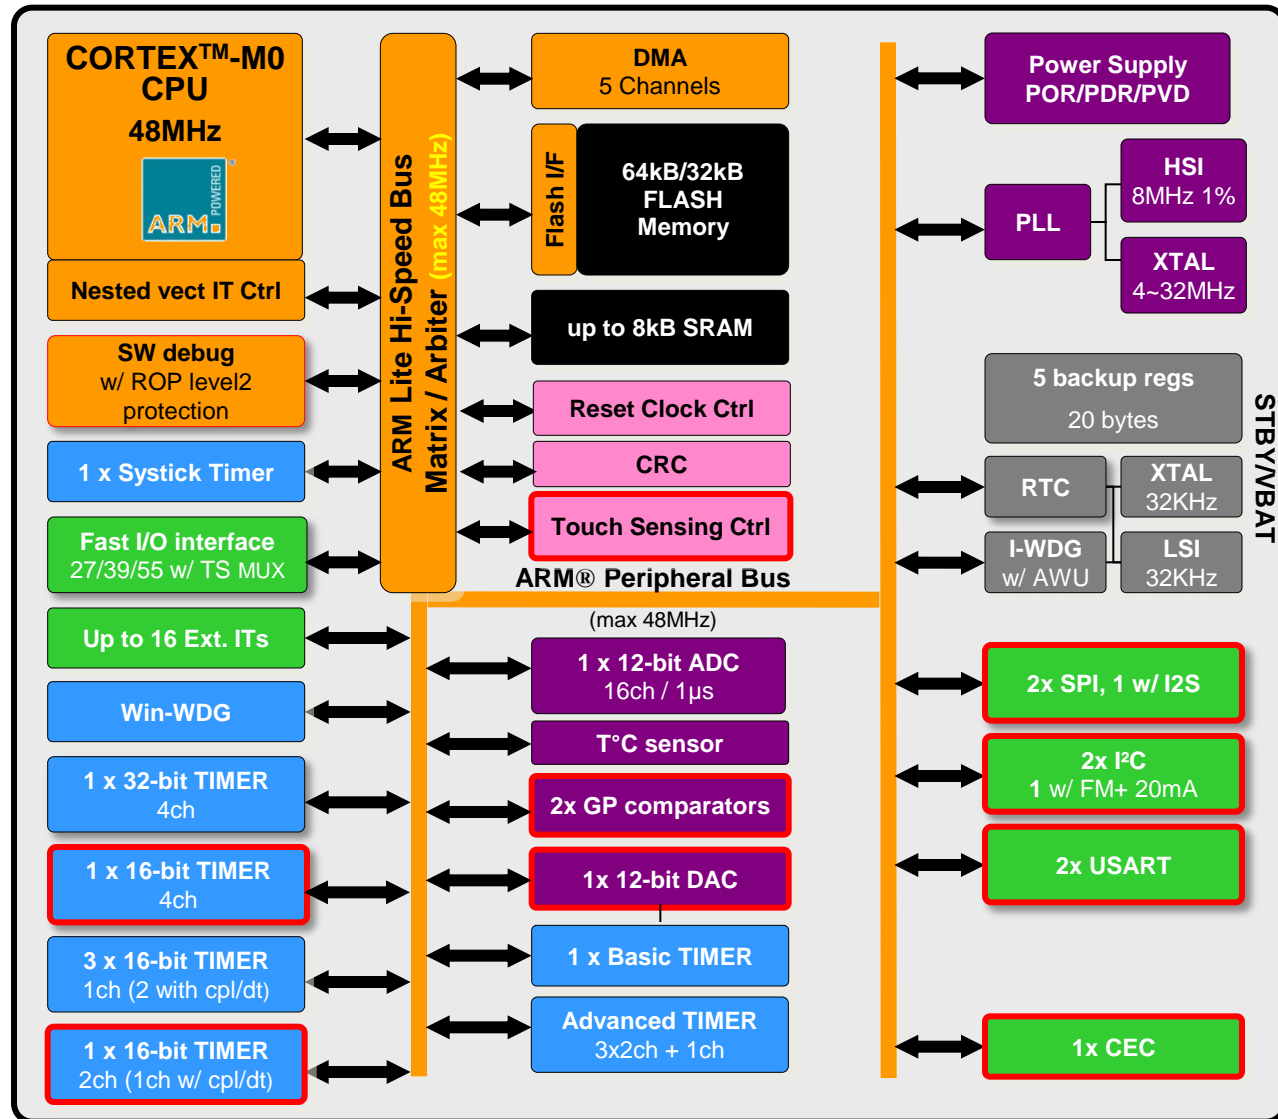 CORTEX™-M0
CPU
48MHz
ARM®
POWERED
Nested vect IT Ctrl
SW debug
w/ ROP level2
protection
1 x Systick Timer
Fast I/O interface
27/39/55 w/ TS MUX
Up to 16 Ext. ITs
Win-WDG
1 x 32-bit TIMER
4ch
1 x 16-bit TIMER
4ch
3 x 16-bit TIMER
1ch (2 with cpl/dt)
1 x 16-bit TIMER
2ch (1ch w/ cpl/dt)
ARM Lite Hi-Speed Bus
Matrix / Arbiter (max 48MHz)
DMA
5 Channels
Flash I/F
64kB/32kB
FLASH
Memory
up to 8kB SRAM
Reset Clock Ctrl
CRC
Touch Sensing Ctrl
ARM® Peripheral Bus
(max 48MHz)
1 x 12-bit ADC
16ch / 1µs
T°C sensor
2x GP comparators
1x 12-bit DAC
1 x Basic TIMER
Advanced TIMER
3x2ch + 1ch
Power Supply
POR/PDR/PVD
PLL
HSI
8MHz 1%
XTAL
4~32MHz
5 backup regs
20 bytes
RTC
XTAL
32KHz
I-WDG
w/ AWU
LSI
32KHz
STBY/VBAT
2x SPI, 1 w/ I2S
2x I²C
1 w/ FM+ 20mA
2x USART
1x CEC